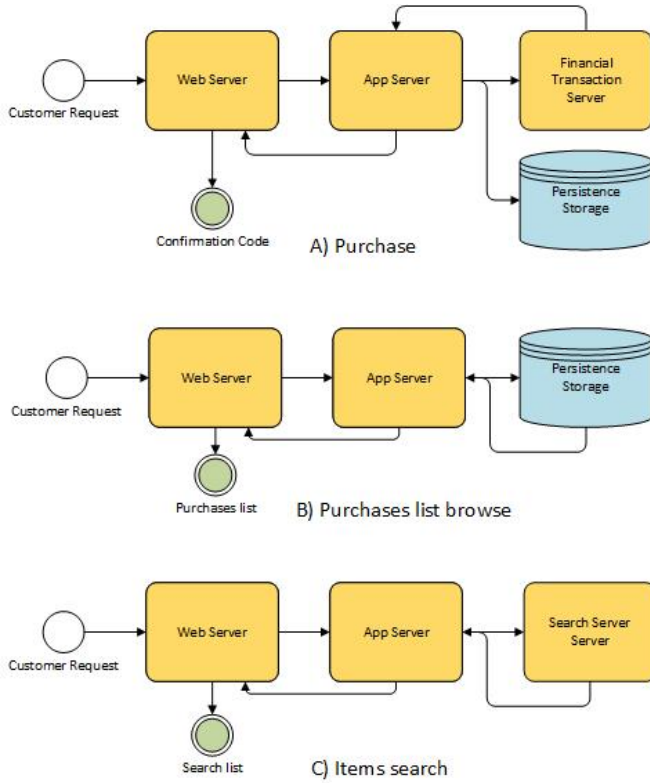 Web Server
App Server
Financial
Transaction
Server
Customer Request
Persistence
Storage
Confirmation Code
A) Purchase
Web Server
App Server
Persistence
Storage
Customer Request
Purchases list
B) Purchases list browse
Web Server
App Server
Search Server
Server
Customer Request
Search list
C) Items search